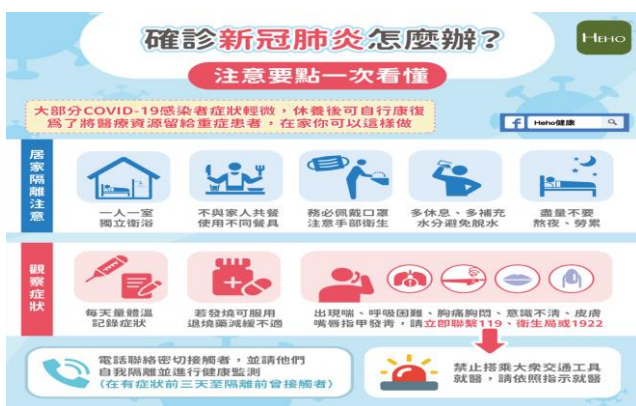 確診新冠肺炎怎麼辦?
HEHO
注意要點一次看懂
大部分COVID-19感染者症狀輕微，休養後可自行康復
為了將醫療資源留給重症患者，在家你可以這樣做
Heho健康
居家隔離注意
一人一室
獨立衛浴
不與家人共餐
使用不同餐具
務必佩戴口罩
注意手部衛生
多休息、多補充
水分避免脫水
盡量不要
熬夜、勞累
觀察症狀
每天量體溫
記錄症狀
若發燒可服用
退燒藥減緩不適
出現喘、呼吸困難、胸痛胸悶、意識不清、皮膚
嘴唇指甲發青，請立即聯繫119、衛生局或1922
電話聯絡密切接觸者，並請他們
自我隔離並進行健康監測
(在有症狀前三天至隔離前曾接觸者)
禁止搭乘大眾交通工具
就醫，請依照指示就醫